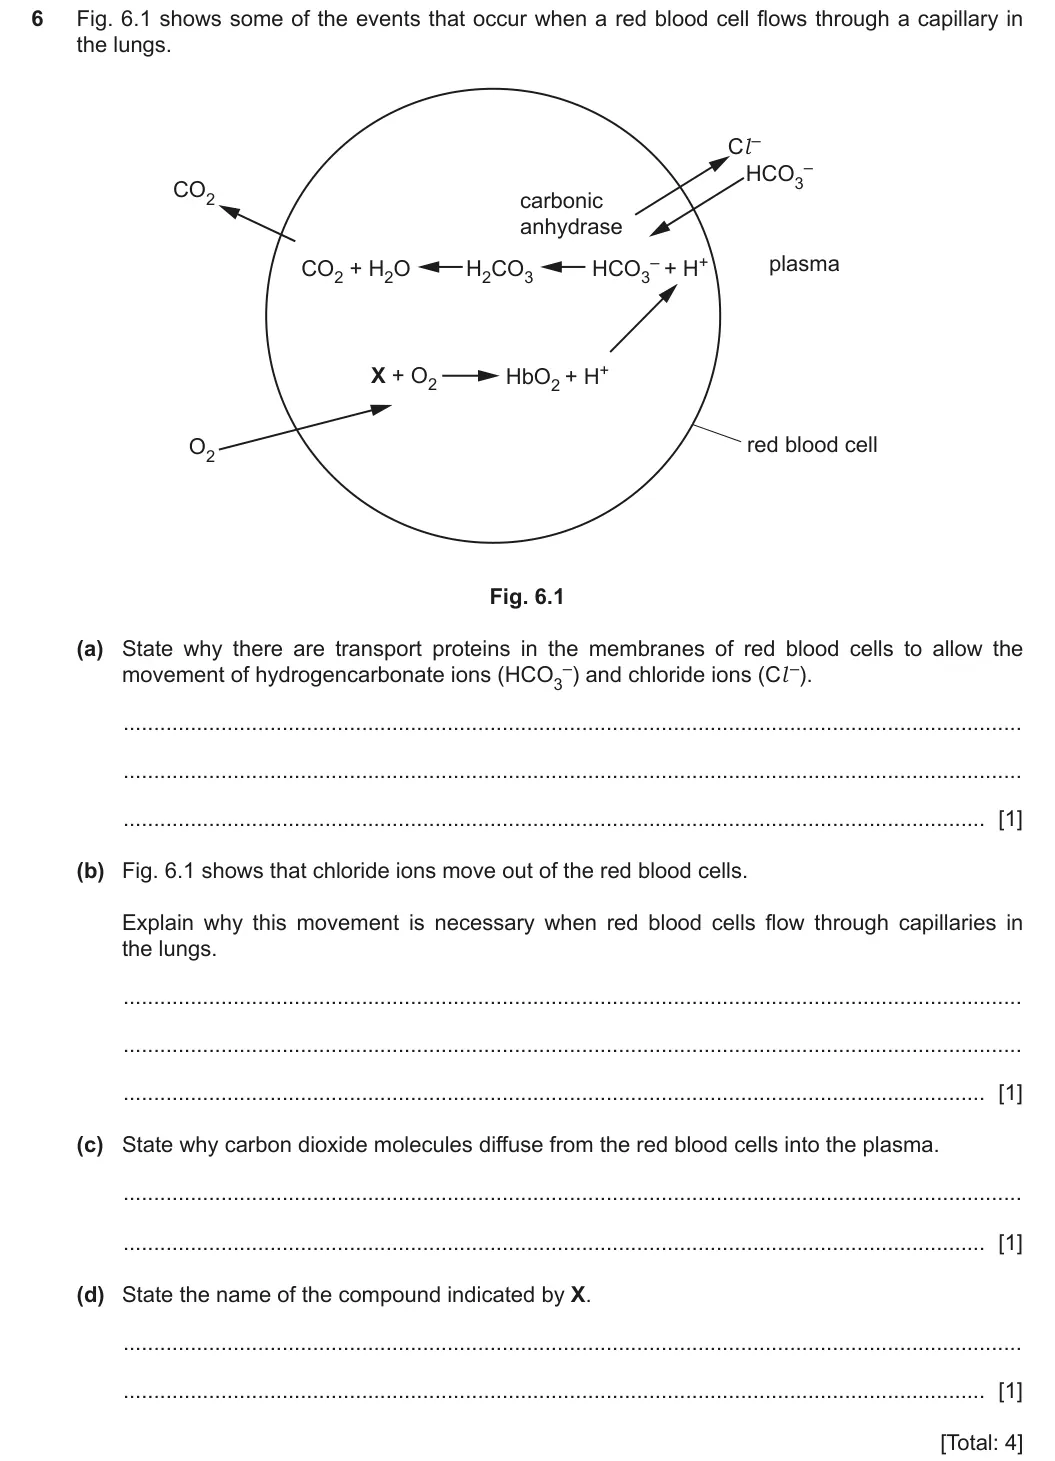 6 Fig. 6.1 shows some of the events that occur when a red blood cell flows through a capillary in
the lungs.
Cl–
HCO3–
CO2
carbonic
anhydrase
plasma
CO2 + H2O ← H2CO3 ← HCO3– + H+
X + O2 → HbO2 + H+
O2
red blood cell
Fig. 6.1
(a) State why there are transport proteins in the membranes of red blood cells to allow the
movement of hydrogencarbonate ions (HCO3–) and chloride ions (Cl–).
..........................................................................................................................................
..........................................................................................................................................
.................................................................................................................................... [1]
(b) Fig. 6.1 shows that chloride ions move out of the red blood cells.
Explain why this movement is necessary when red blood cells flow through capillaries in
the lungs.
..........................................................................................................................................
..........................................................................................................................................
.................................................................................................................................... [1]
(c) State why carbon dioxide molecules diffuse from the red blood cells into the plasma.
..........................................................................................................................................
.................................................................................................................................... [1]
(d) State the name of the compound indicated by X.
..........................................................................................................................................
.................................................................................................................................... [1]
[Total: 4]